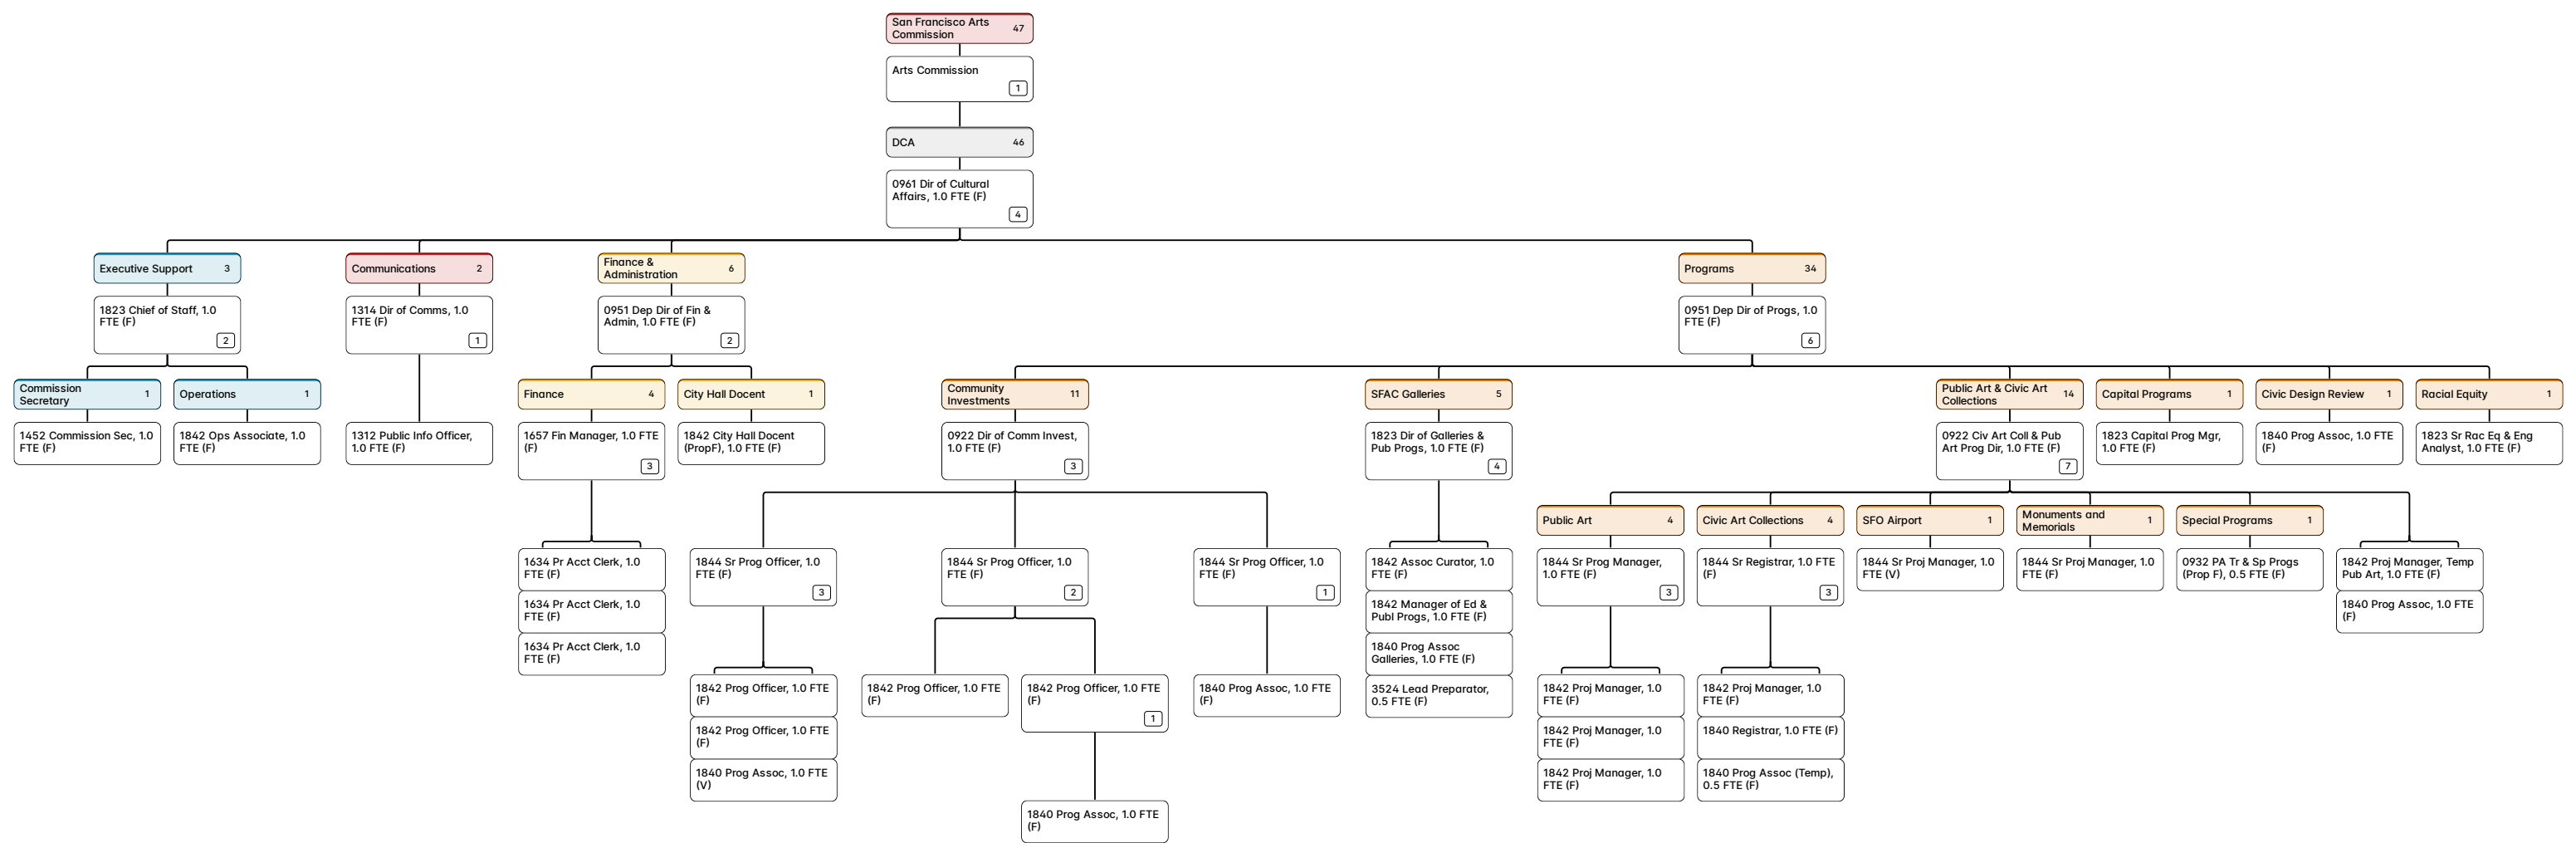 San Francisco Arts
Commission
47
Arts Commission
1
DCA
46
0961 Dir of Cultural
Affairs, 1.0 FTE (F)
4
Executive Support
3
Communications
2
Finance &
Administration
6
Programs
34
1823 Chief of Staff, 1.0
FTE (F)
2
1314 Dir of Comms, 1.0
FTE (F)
1
0951 Dep Dir of Fin &
Admin, 1.0 FTE (F)
2
0951 Dep Dir of Progs, 1.0
FTE (F)
6
Commission
Secretary
1
Operations
1
Finance
4
City Hall Docent
1
Community
Investments
11
SFAC Galleries
5
Public Art & Civic Art
Collections
14
Capital Programs
1
Civic Design Review
1
Racial Equity
1
1452 Commission Sec, 1.0
FTE (F)
1842 Ops Associate, 1.0
FTE (F)
1312 Public Info Officer,
1.0 FTE (F)
1657 Fin Manager, 1.0 FTE
(F)
3
1842 City Hall Docent
(PropF), 1.0 FTE (F)
0922 Dir of Comm Invest,
1.0 FTE (F)
3
1823 Dir of Galleries &
Pub Progs, 1.0 FTE (F)
4
0922 Civ Art Coll & Pub
Art Prog Dir, 1.0 FTE (F)
7
1823 Capital Prog Mgr,
1.0 FTE (F)
1840 Prog Assoc, 1.0 FTE
(F)
1823 Sr Rac Eq & Eng
Analyst, 1.0 FTE (F)
Public Art
4
Civic Art Collections
4
SFO Airport
1
Monuments and
Memorials
1
Special Programs
1
1634 Pr Acct Clerk, 1.0
FTE (F)
1634 Pr Acct Clerk, 1.0
FTE (F)
1634 Pr Acct Clerk, 1.0
FTE (F)
1844 Sr Prog Officer, 1.0
FTE (F)
3
1844 Sr Prog Officer, 1.0
FTE (F)
2
1844 Sr Prog Officer, 1.0
FTE (F)
1
1842 Assoc Curator, 1.0
FTE (F)
1842 Manager of Ed &
Publ Progs, 1.0 FTE (F)
1840 Prog Assoc
Galleries, 1.0 FTE (F)
3524 Lead Preparator,
0.5 FTE (F)
1844 Sr Prog Manager,
1.0 FTE (F)
3
1844 Sr Registrar, 1.0 FTE
(F)
3
1844 Sr Proj Manager, 1.0
FTE (V)
1844 Sr Proj Manager, 1.0
FTE (F)
0932 PA Tr & Sp Progs
(Prop F), 0.5 FTE (F)
1842 Proj Manager, Temp
Pub Art, 1.0 FTE (F)
1840 Prog Assoc, 1.0 FTE
(F)
1842 Prog Officer, 1.0 FTE
(F)
1842 Prog Officer, 1.0 FTE
(F)
1840 Prog Assoc, 1.0 FTE
(V)
1842 Prog Officer, 1.0 FTE
(F)
1842 Prog Officer, 1.0 FTE
(F)
1
1840 Prog Assoc, 1.0 FTE
(F)
1840 Prog Assoc, 1.0 FTE
(F)
1842 Proj Manager, 1.0
FTE (F)
1842 Proj Manager, 1.0
FTE (F)
1842 Proj Manager, 1.0
FTE (F)
1842 Proj Manager, 1.0
FTE (F)
1840 Registrar, 1.0 FTE (F)
1840 Prog Assoc (Temp),
0.5 FTE (F)